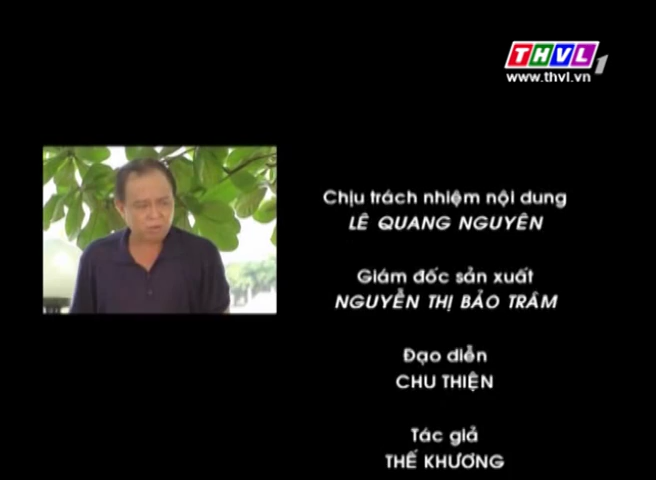 THVL1
www.thvl.vn
Chịu trách nhiệm nội dung
LÊ QUANG NGUYÊN
Giám đốc sản xuất
NGUYỄN THỊ BẢO TRÂM
Đạo diễn
CHU THIỆN
Tác giả
THẾ KHƯƠNG